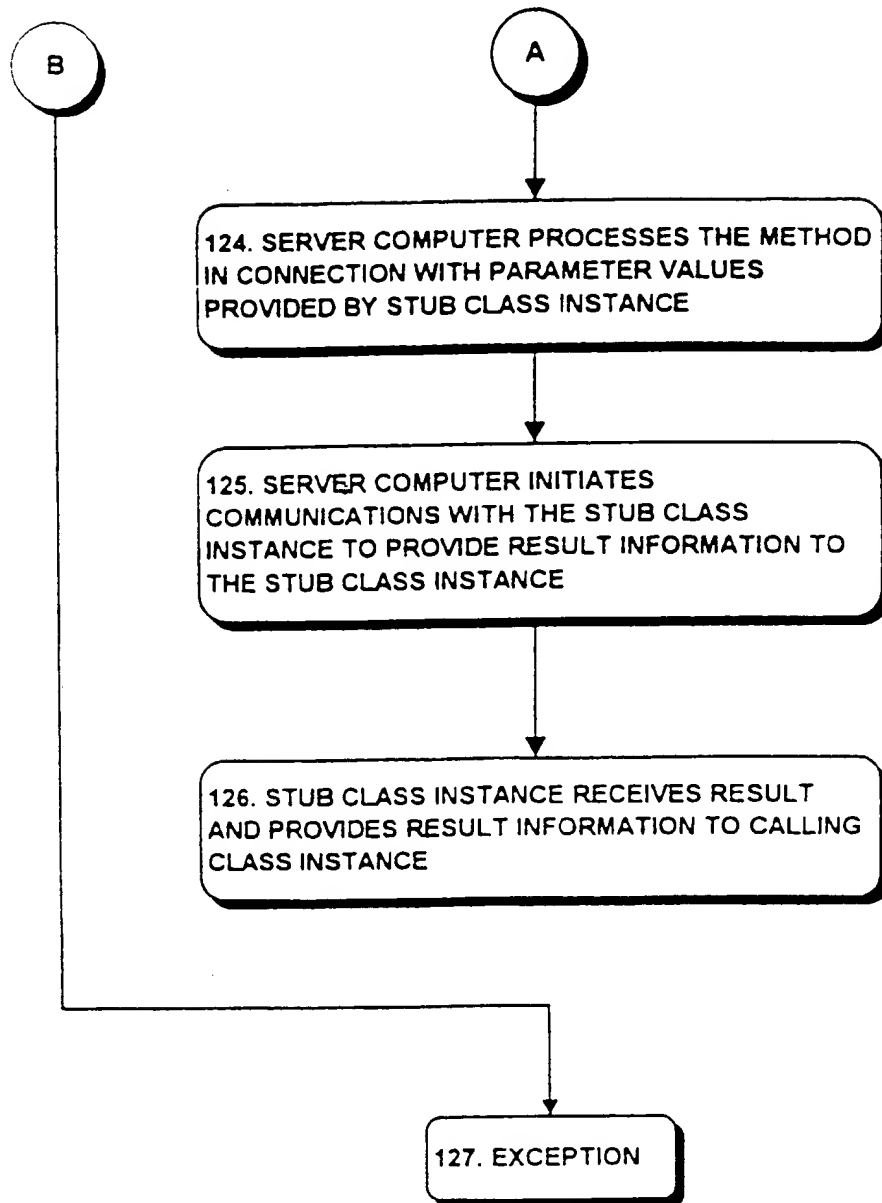 B
A
124. SERVER COMPUTER PROCESSES THE METHOD
IN CONNECTION WITH PARAMETER VALUES
PROVIDED BY STUB CLASS INSTANCE
125. SERVER COMPUTER INITIATES
COMMUNICATIONS WITH THE STUB CLASS
INSTANCE TO PROVIDE RESULT INFORMATION TO
THE STUB CLASS INSTANCE
126. STUB CLASS INSTANCE RECEIVES RESULT
AND PROVIDES RESULT INFORMATION TO CALLING
CLASS INSTANCE
127. EXCEPTION